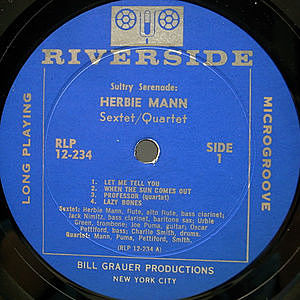 RIVERSIDE
Sultry Serenade:
HERBIE MANN
Sextet/Quartet
LONG PLAYING
MICROGROOVE
RLP
12-234
SIDE
1
1. LET ME TELL YOU
2. WHEN THE SUN COMES OUT
3. PROFESSOR (quartet)
4. LAZY BONES
Sextet: Herbie Mann, flute, alto flute, bass clarinet;
Jack Nimitz, bass clarinet, baritone sax; Urbie
Green, trombone; Joe Puma, guitar; Oscar
Pettiford, bass; Charlie Smith, drums.
Quartet: Mann, Puma, Pettiford, Smith.
(RLP 12-234 A)
BILL GRAUER PRODUCTIONS
NEW YORK CITY